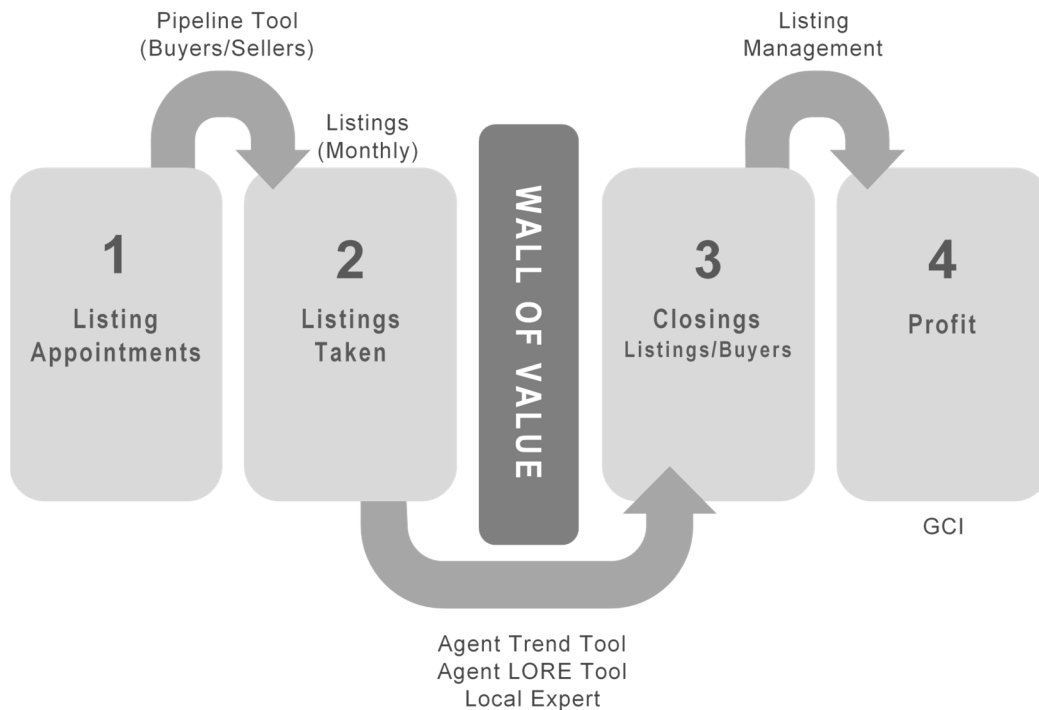 Pipeline Tool
(Buyers/Sellers)
Listing
Management
Listings
(Monthly)
1
Listing
Appointments
2
Listings
Taken
WALL OF VALUE
3
Closings
Listings/Buyers
4
Profit
GCI
Agent Trend Tool
Agent LORE Tool
Local Expert